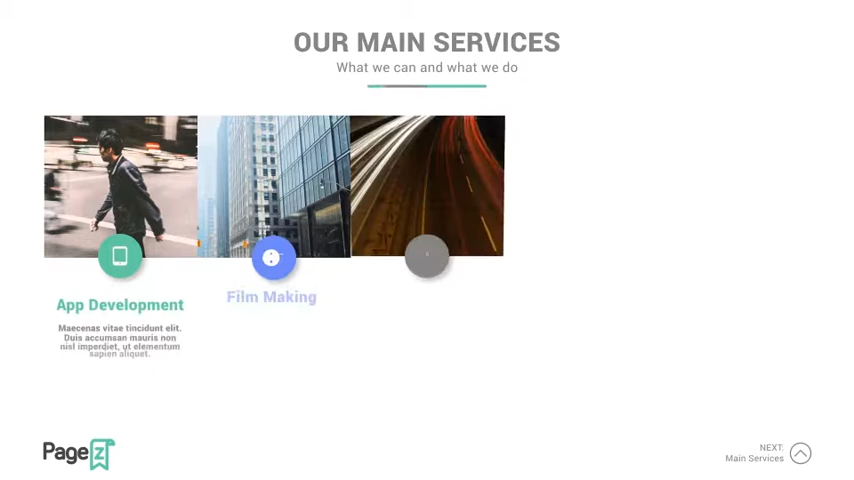 OUR MAIN SERVICES
What we can and what we do
App Development
Maecenas vitae tincidunt elit.
Duis accumsan mauris non
nisl imperdiet, ut elementum
sapien aliquet.
Film Making
Page Z
NEXT:
Main Services